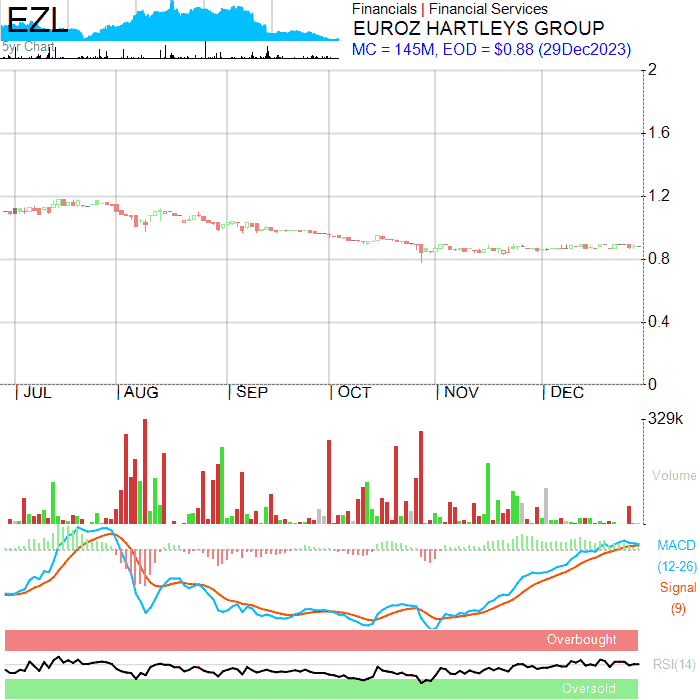 EZL
5yr Chart
Financials | Financial Services
EUROZ HARTLEYS GROUP
MC = 145M, EOD = $0.88 (29Dec2023)
2
1.6
1.2
0.8
0.4
0
JUL AUG SEP OCT NOV DEC
329k
Volume
MACD
(12-26)
Signal
(9)
Overbought
RSI(14)
Oversold